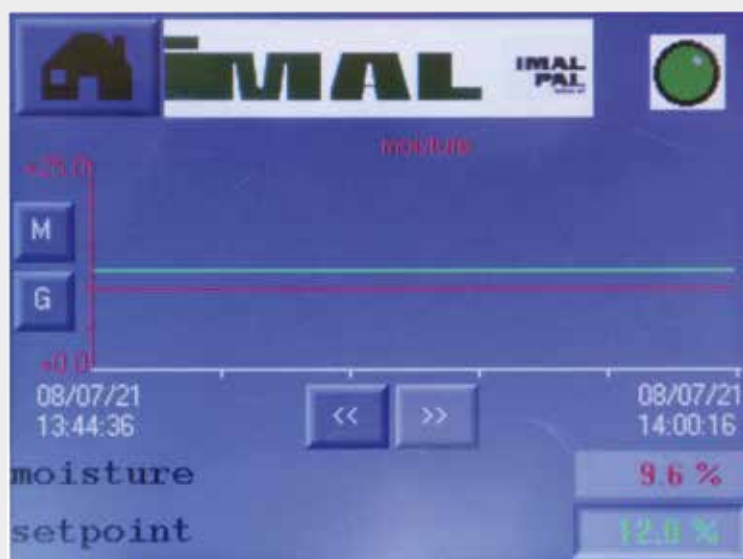 iMAL
IMAL
PAL
moisture
+25.0
M
G
+0.0
08/07/21
13:44:36
<<
>>
08/07/21
14:00:16
moisture
9.6 %
setpoint
12.0 %